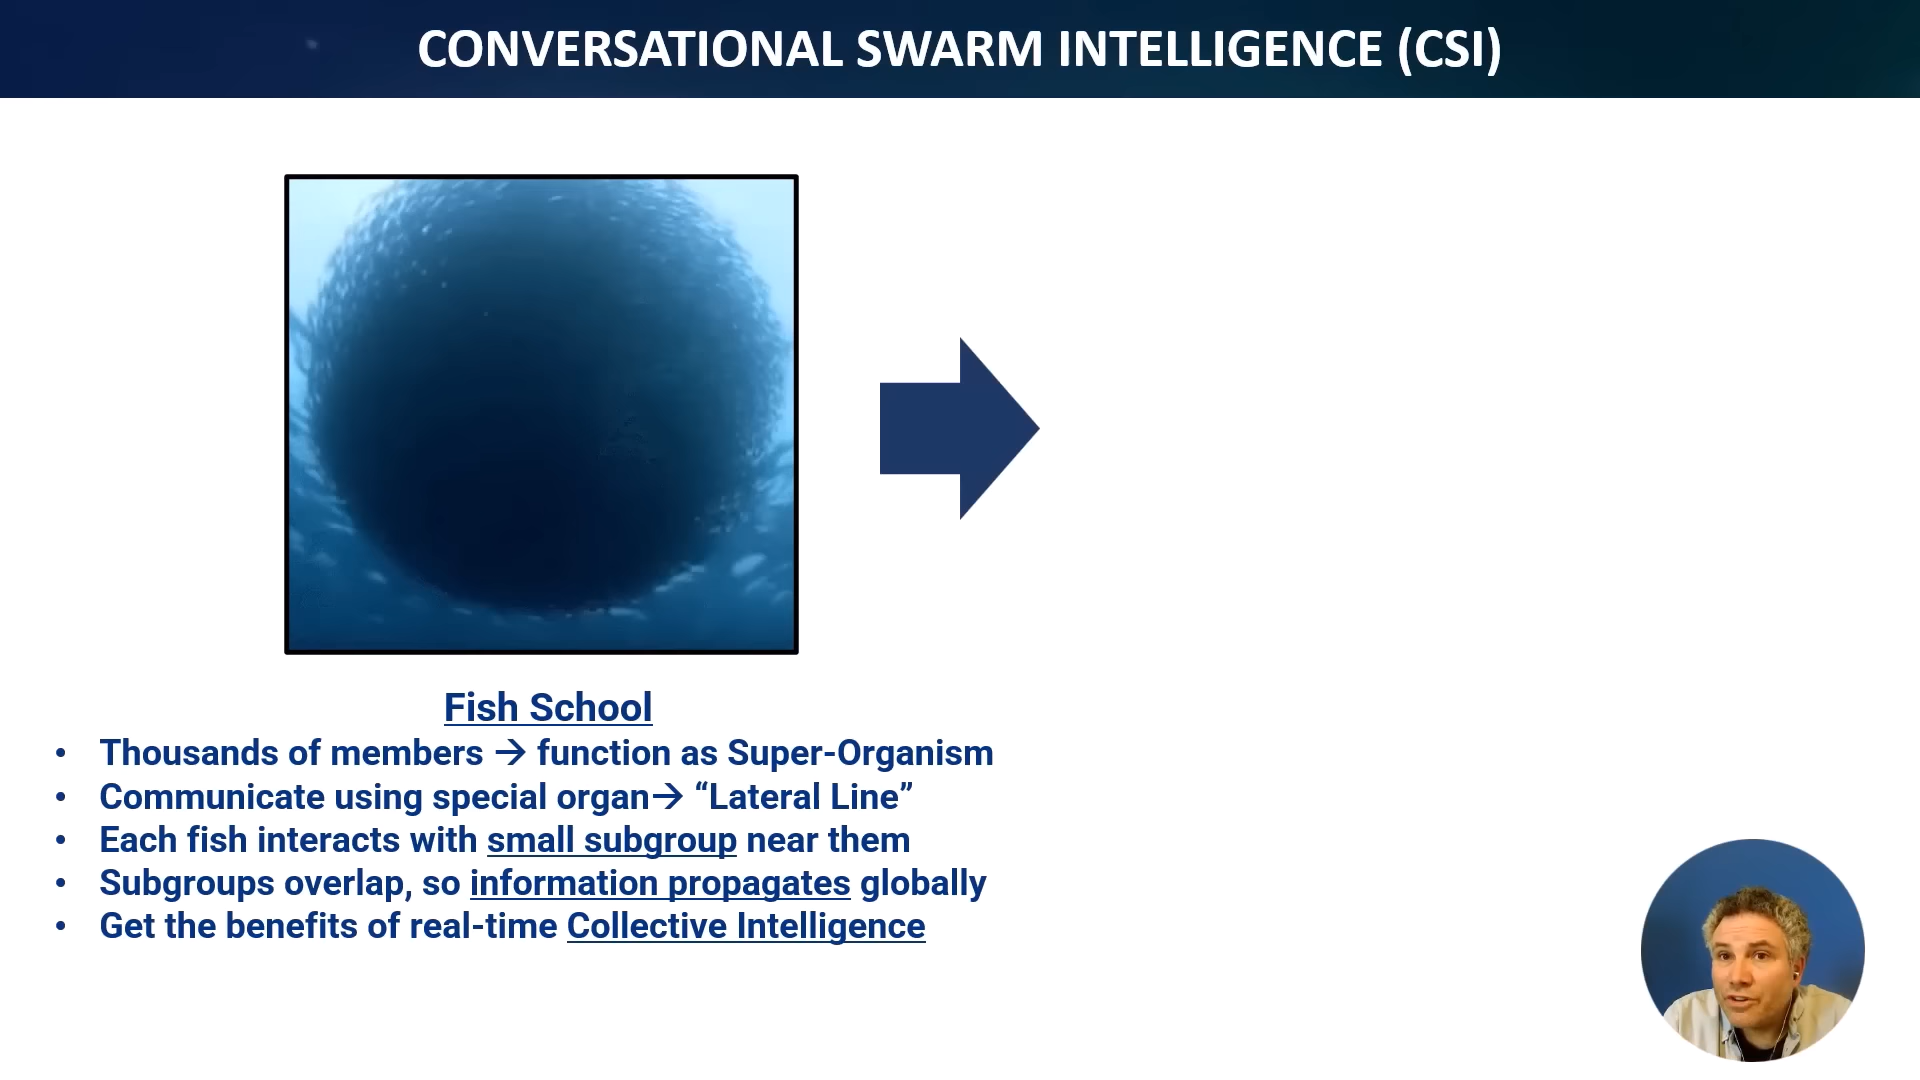 CONVERSATIONAL SWARM INTELLIGENCE (CSI)
Fish School
• Thousands of members → function as Super-Organism
• Communicate using special organ→ “Lateral Line”
• Each fish interacts with small subgroup near them
• Subgroups overlap, so information propagates globally
• Get the benefits of real-time Collective Intelligence